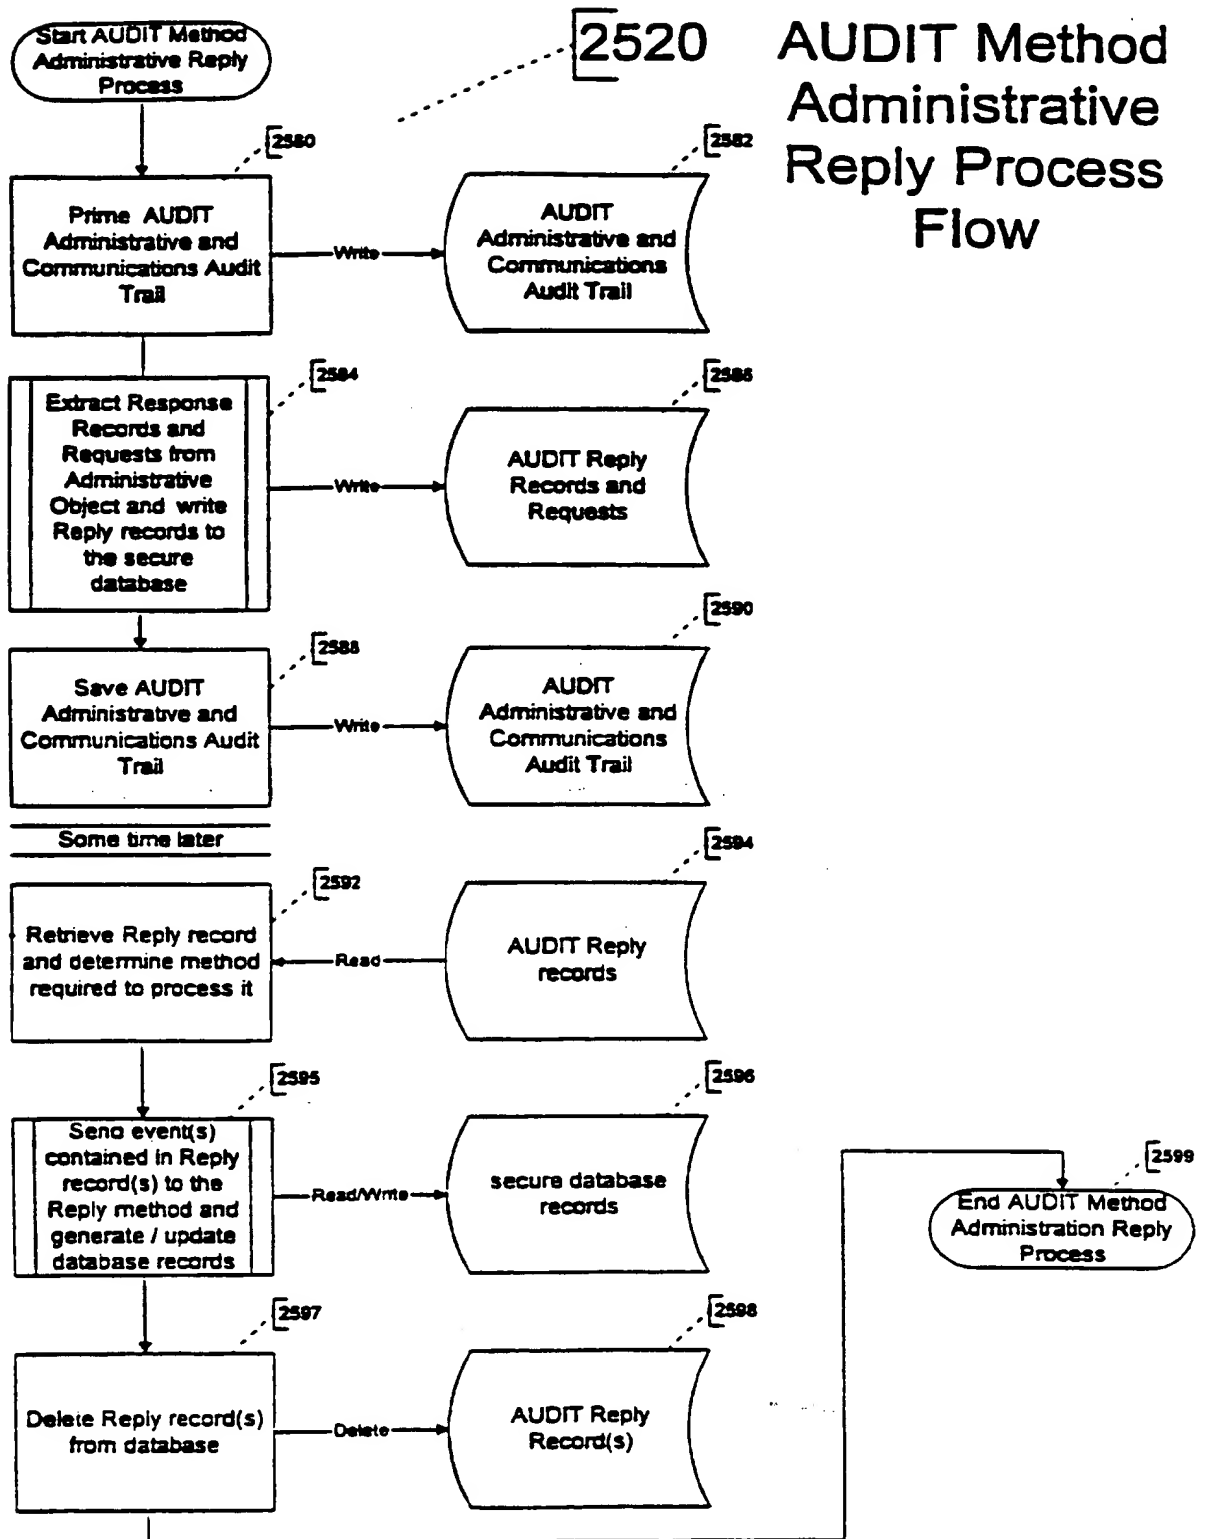 Start AUDIT Method
Administrative Reply
Process
2520
AUDIT Method
Administrative
Reply Process
Flow
2580
Prime AUDIT
Administrative and
Communications Audit
Trail
Write
2582
AUDIT
Administrative and
Communications
Audit Trail
2584
Extract Response
Records and
Requests from
Administrative
Object and write
Reply records to
the secure
database
Write
2586
AUDIT Reply
Records and
Requests
2588
Save AUDIT
Administrative and
Communications Audit
Trail
Write
2590
AUDIT
Administrative and
Communications
Audit Trail
Some time later
2592
Retrieve Reply record
and determine method
required to process it
Read
2594
AUDIT Reply
records
2595
Send event(s)
contained in Reply
record(s) to the
Reply method and
generate / update
database records
Read/Write
2596
secure database
records
2597
Delete Reply record(s)
from database
Delete
2598
AUDIT Reply
Record(s)
2599
End AUDIT Method
Administration Reply
Process